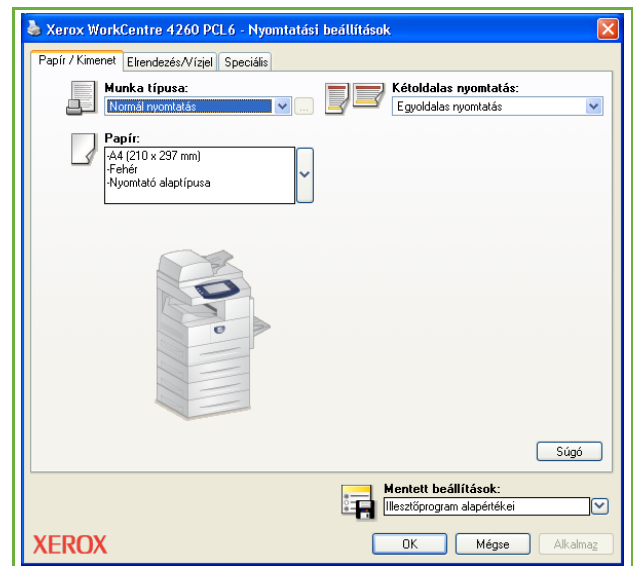 Xerox WorkCentre 4260 PCL6 - Nyomtatási beállítások
Papír / Kimenet Elrendezés/Vízjel Speciális
Munka típusa:
Normál nyomtatás
...
Kétoldalas nyomtatás:
Egyoldalas nyomtatás
Papír:
-A4 (210 x 297 mm)
-Fehér
-Nyomtató alaptípusa
Súgó
Mentett beállítások:
Illesztőprogram alapértékei
XEROX
OK Mégse Alkalmaz